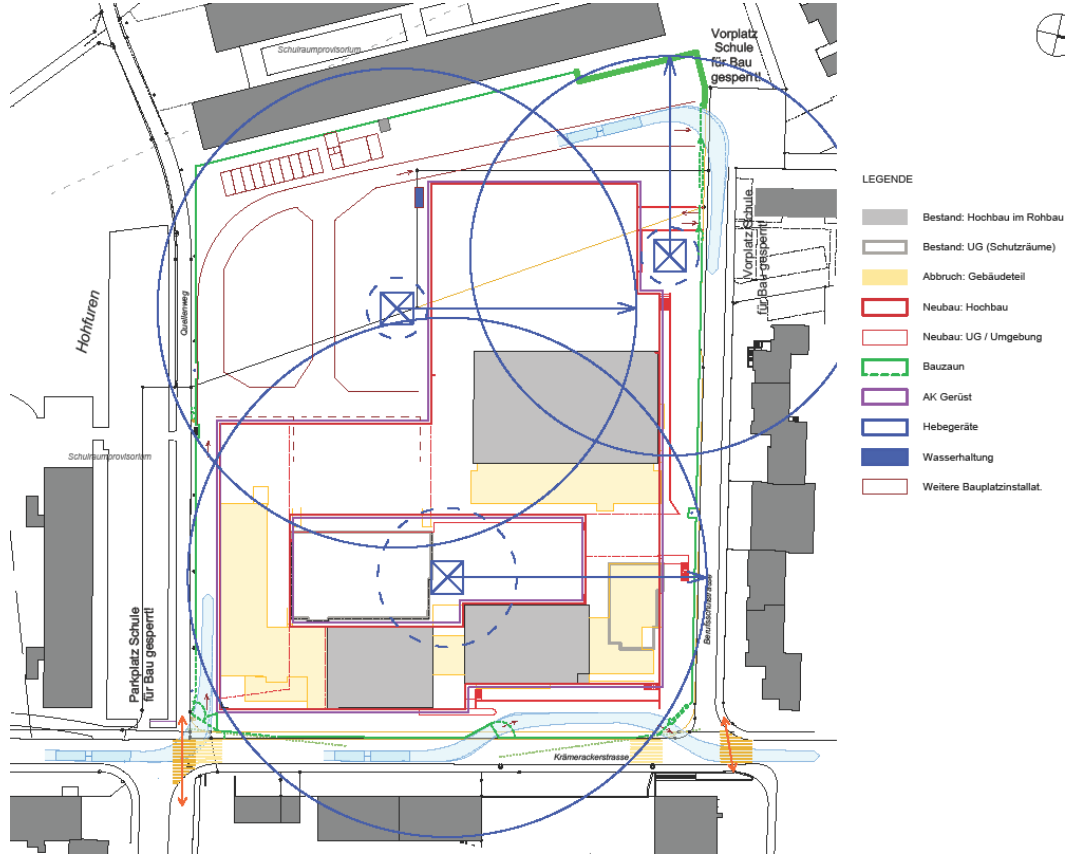 Vorplatz
Schule
für Bau
gesperrt!
Schulraumprovisorium
Hohfuren
Quellenweg
Vorplatz Schule
für Bau gesperrt!
Schulraumprovisorium
Parkplatz Schule
für Bau gesperrt!
Berufsschulstrasse
Krämerackerstrasse
LEGENDE
Bestand: Hochbau im Rohbau
Bestand: UG (Schutzräume)
Abbruch: Gebäudeteil
Neubau: Hochbau
Neubau: UG / Umgebung
Bauzaun
AK Gerüst
Hebegeräte
Wasserhaltung
Weitere Bauplatzinstallat.